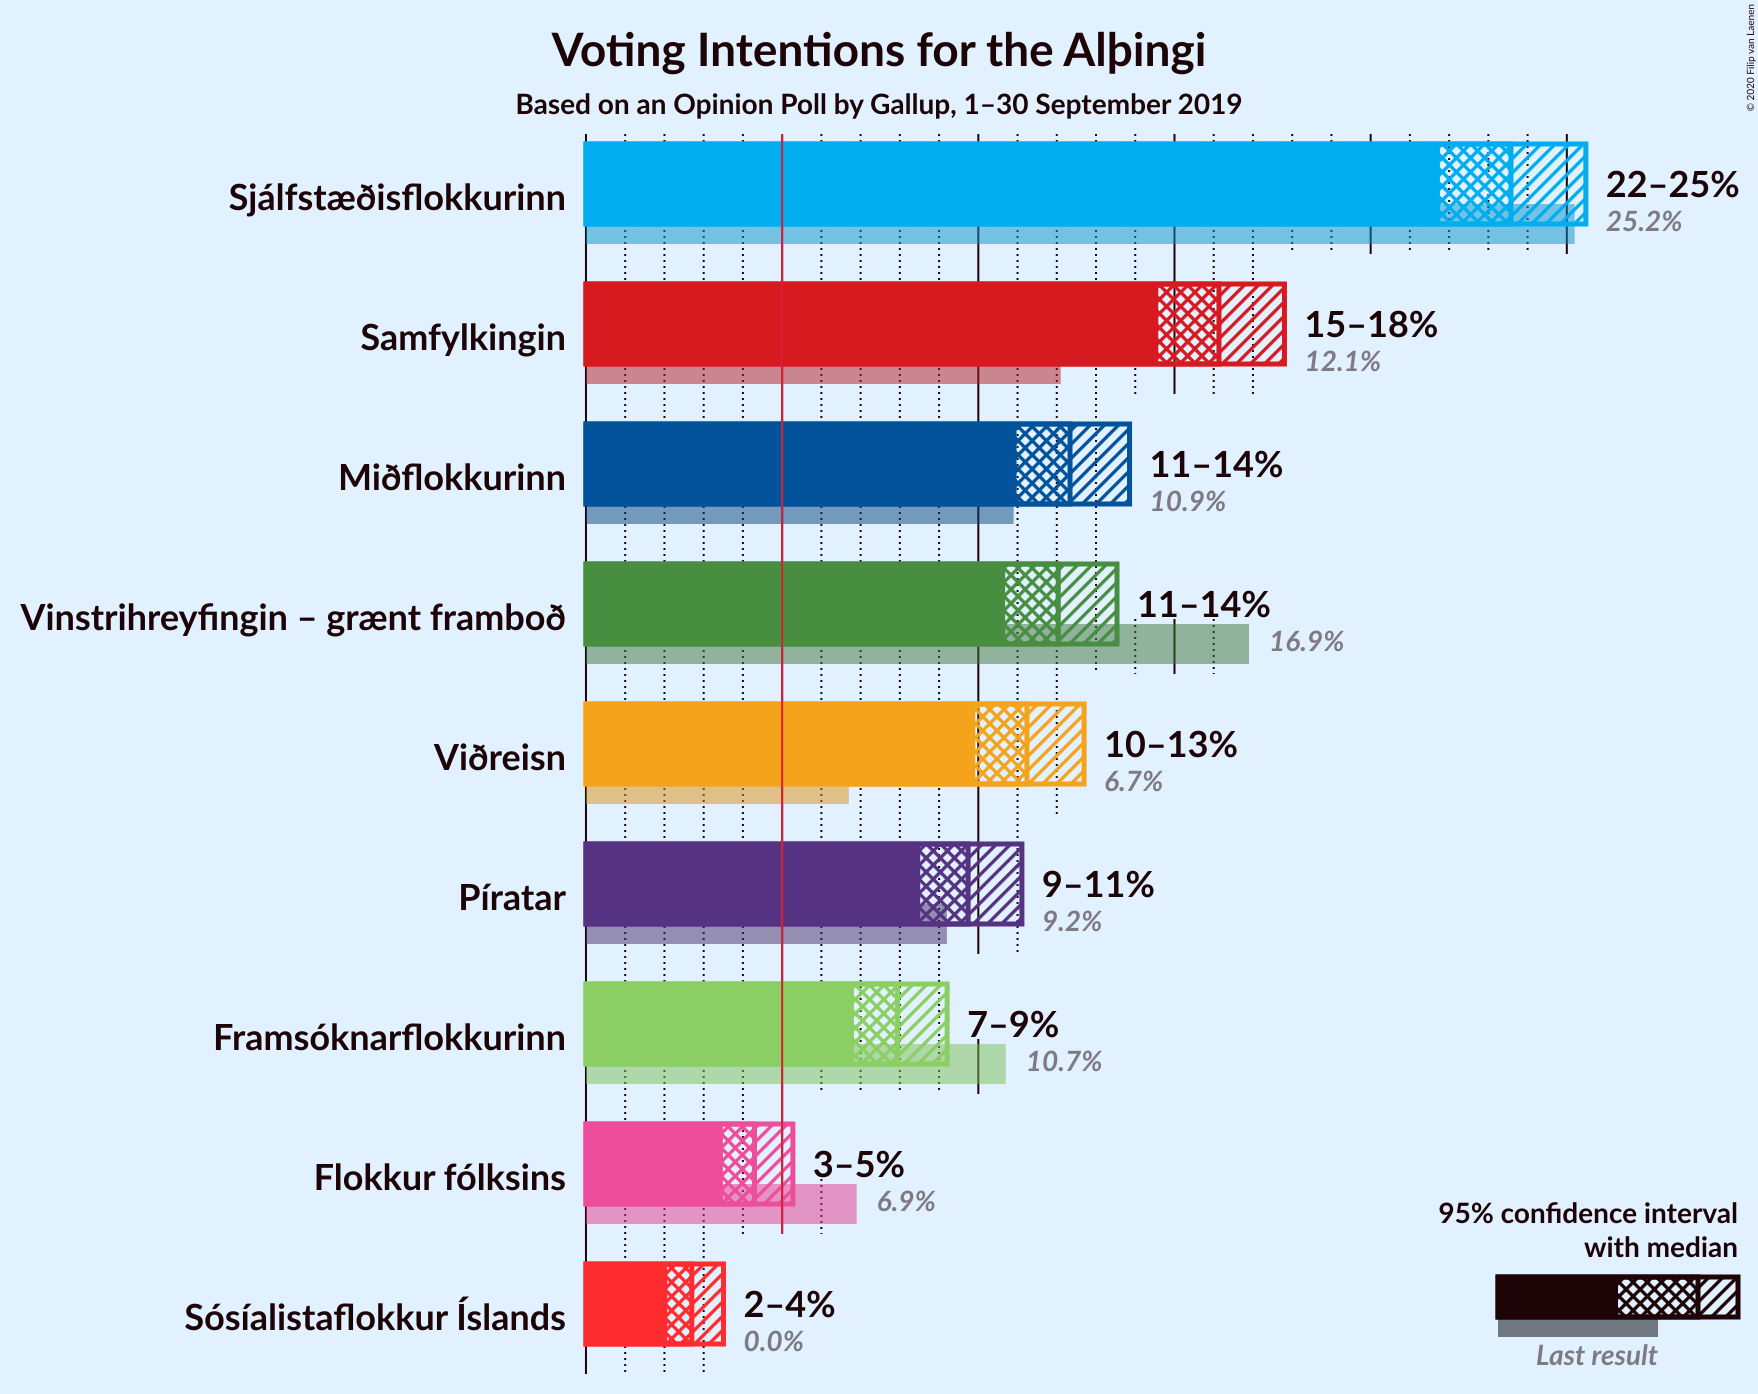 Voting Intentions for the Alþingi
Based on an Opinion Poll by Gallup, 1–30 September 2019
© 2020 Filip van Laenen
Sjálfstæðisflokkurinn
22–25%
25.2%
Samfylkingin
15–18%
12.1%
Miðflokkurinn
11–14%
10.9%
Vinstrihreyfingin – grænt framboð
11–14%
16.9%
Viðreisn
10–13%
6.7%
Píratar
9–11%
9.2%
Framsóknarflokkurinn
7–9%
10.7%
Flokkur fólksins
3–5%
6.9%
Sósíalistaflokkur Íslands
2–4%
0.0%
95% confidence interval
with median
Last result